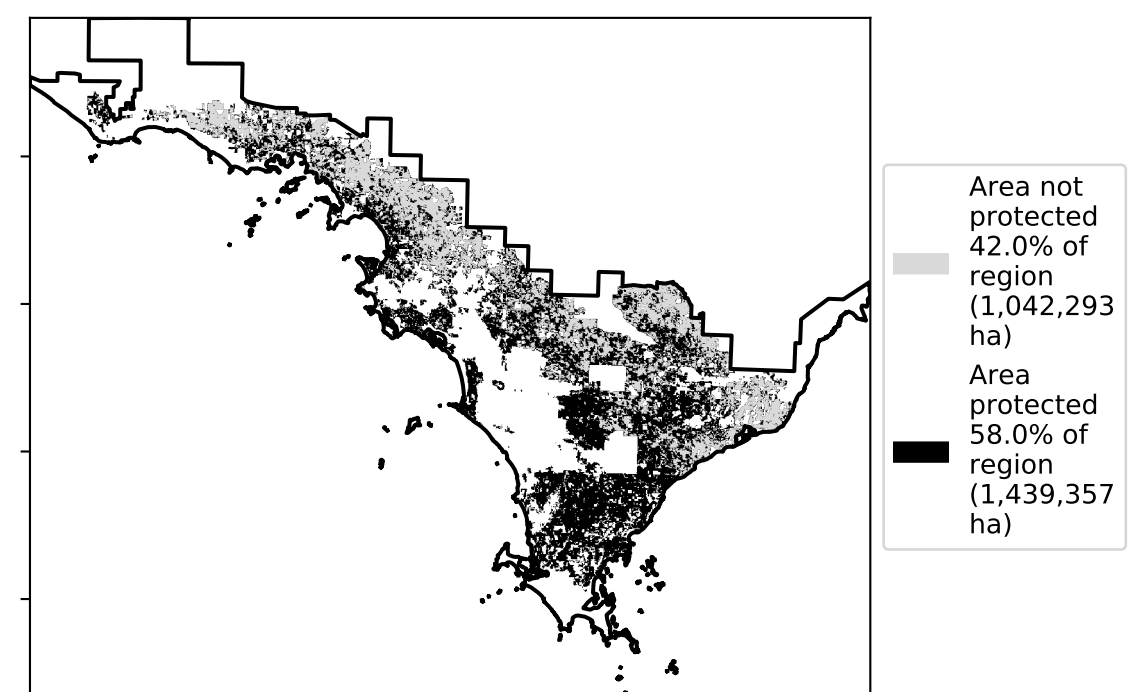 Area not
protected
42.0% of
region
(1,042,293
ha)
Area
protected
58.0% of
region
(1,439,357
ha)